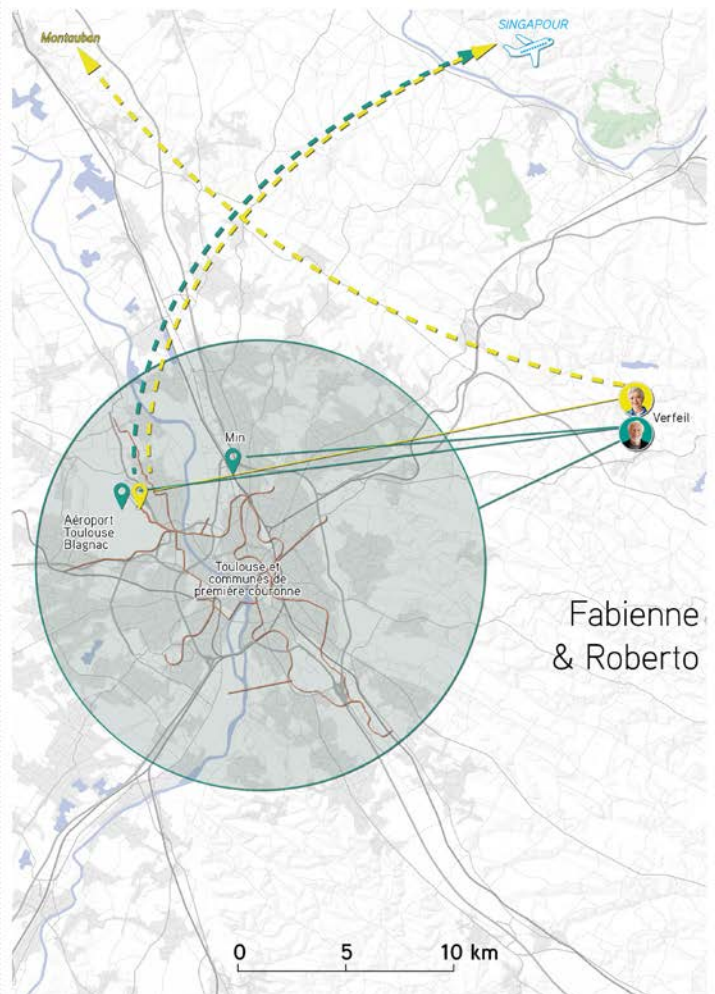 SINGAPOUR
Montauban
Verfeil
Min
Aéroport
Toulouse
Blagnac
Toulouse et
communes de
première couronne
Fabienne
& Roberto
0 5 10 km